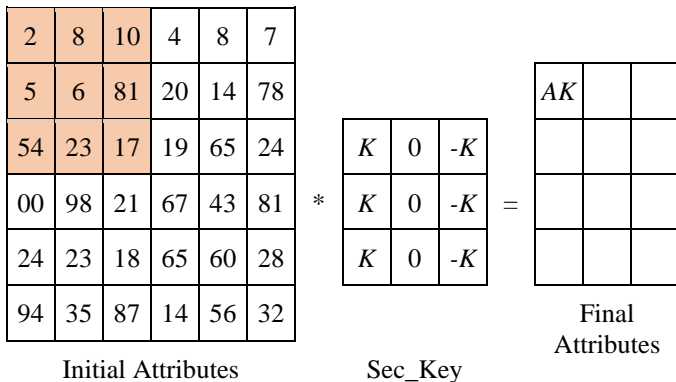 2 8 10 4 8 7
5 6 81 20 14 78
54 23 17 19 65 24
00 98 21 67 43 81
24 23 18 65 60 28
94 35 87 14 56 32
Initial Attributes
*
K 0 -K
K 0 -K
K 0 -K
Sec_Key
=
AK
Final
Attributes